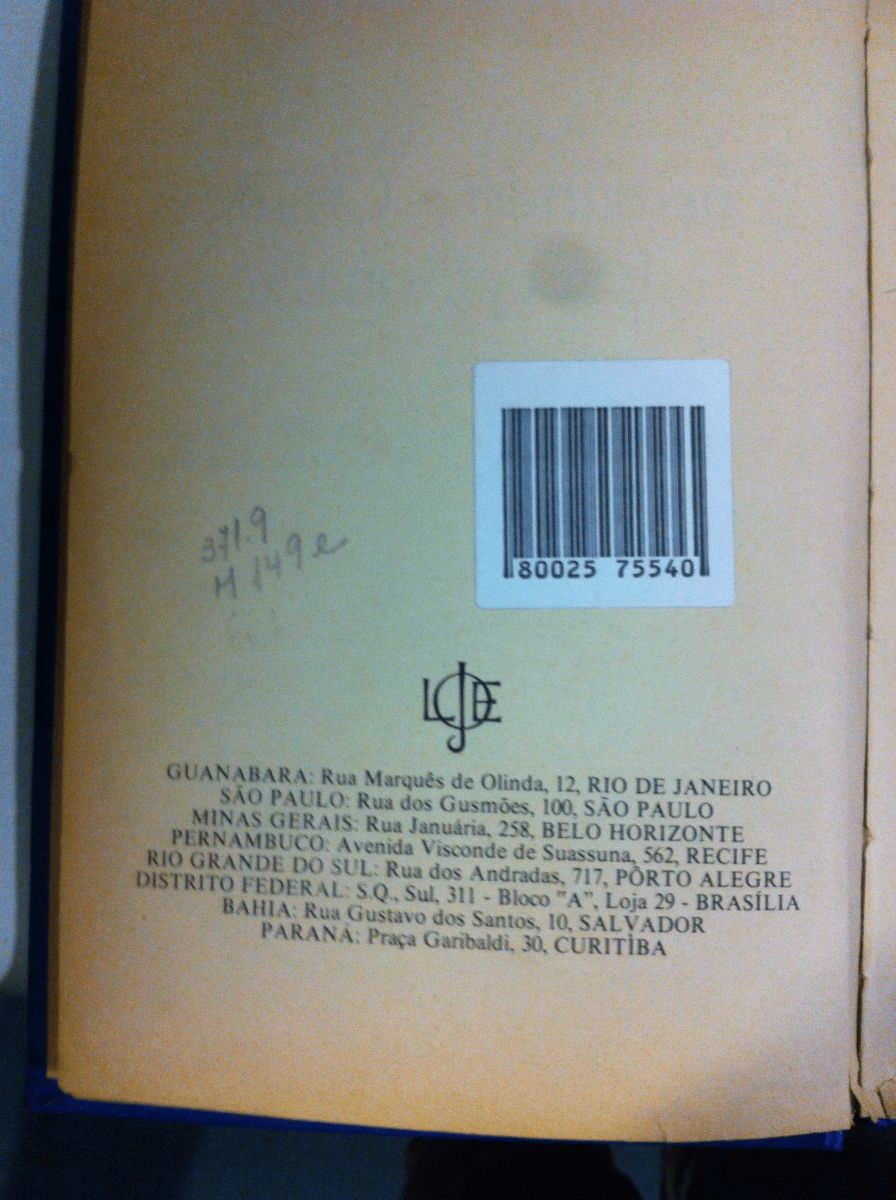 371.9
M 149e
80025 75540
LJOE
GUANABARA: Rua Marquês de Olinda, 12, RIO DE JANEIRO
SÃO PAULO: Rua dos Gusmões, 100, SÃO PAULO
MINAS GERAIS: Rua Januária, 258, BELO HORIZONTE
PERNAMBUCO: Avenida Visconde de Suassuna, 562, RECIFE
RIO GRANDE DO SUL: Rua dos Andradas, 717, PÔRTO ALEGRE
DISTRITO FEDERAL: S.Q., Sul, 311 - Bloco "A", Loja 29 - BRASÍLIA
BAHIA: Rua Gustavo dos Santos, 10, SALVADOR
PARANÁ: Praça Garibaldi, 30, CURITIBA